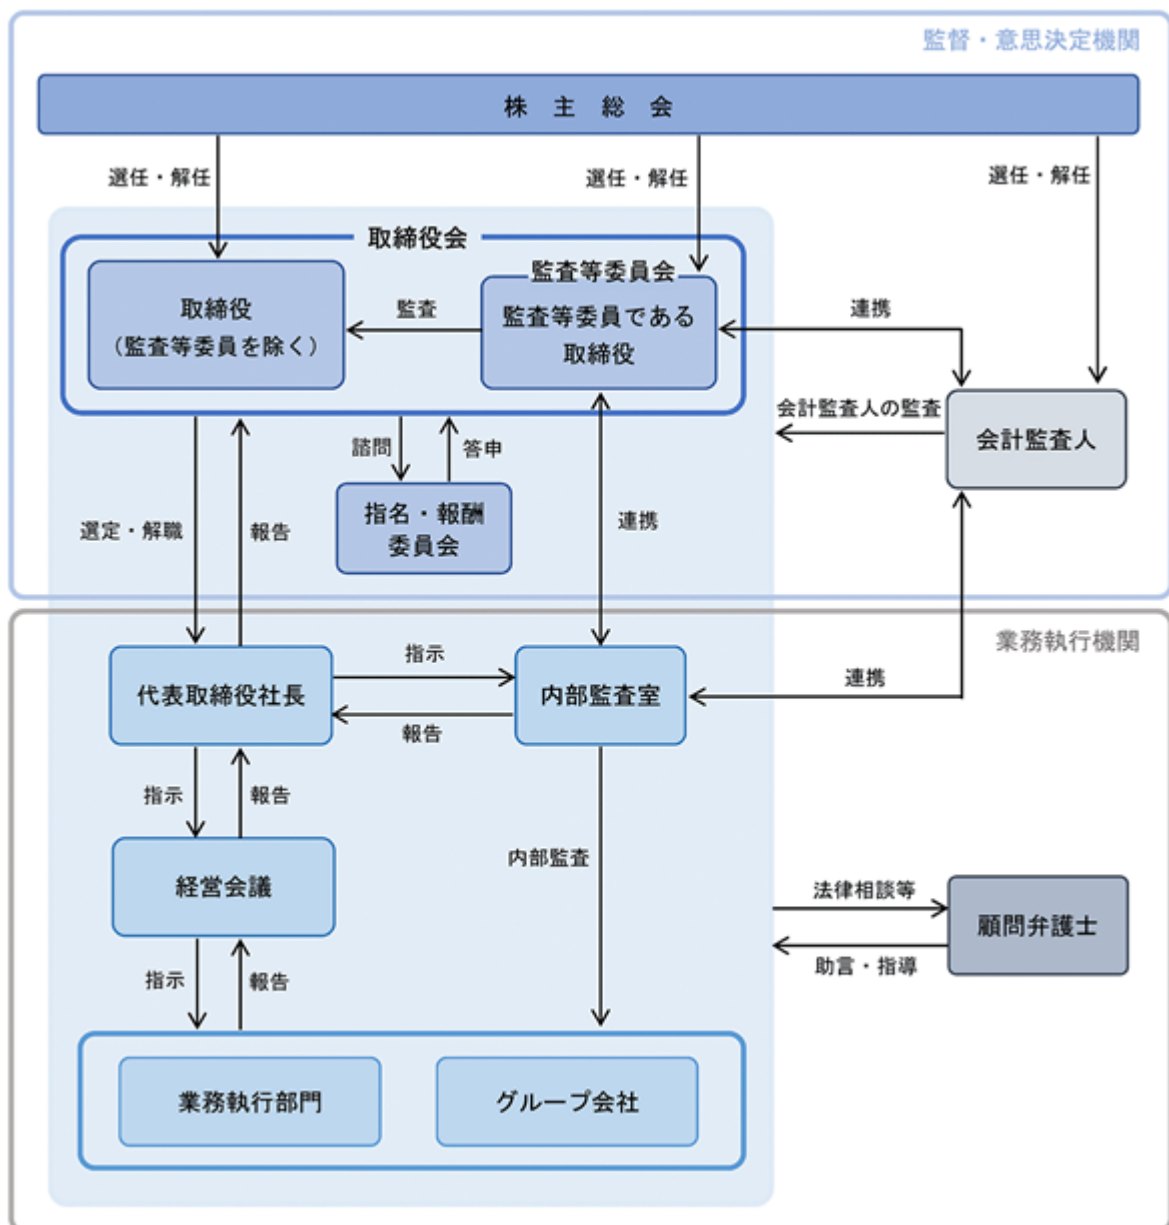 監督・意思決定機関
株 主 総 会
選任・解任
選任・解任
選任・解任
取締役会
監査等委員会
取締役
（監査等委員を除く）
監査
監査等委員である
取締役
連携
会計監査人の監査
会計監査人
諮問
答申
指名・報酬
委員会
選定・解職
報告
連携
業務執行機関
代表取締役社長
指示
報告
内部監査室
連携
指示
報告
経営会議
内部監査
法律相談等
助言・指導
顧問弁護士
指示
報告
業務執行部門
グループ会社